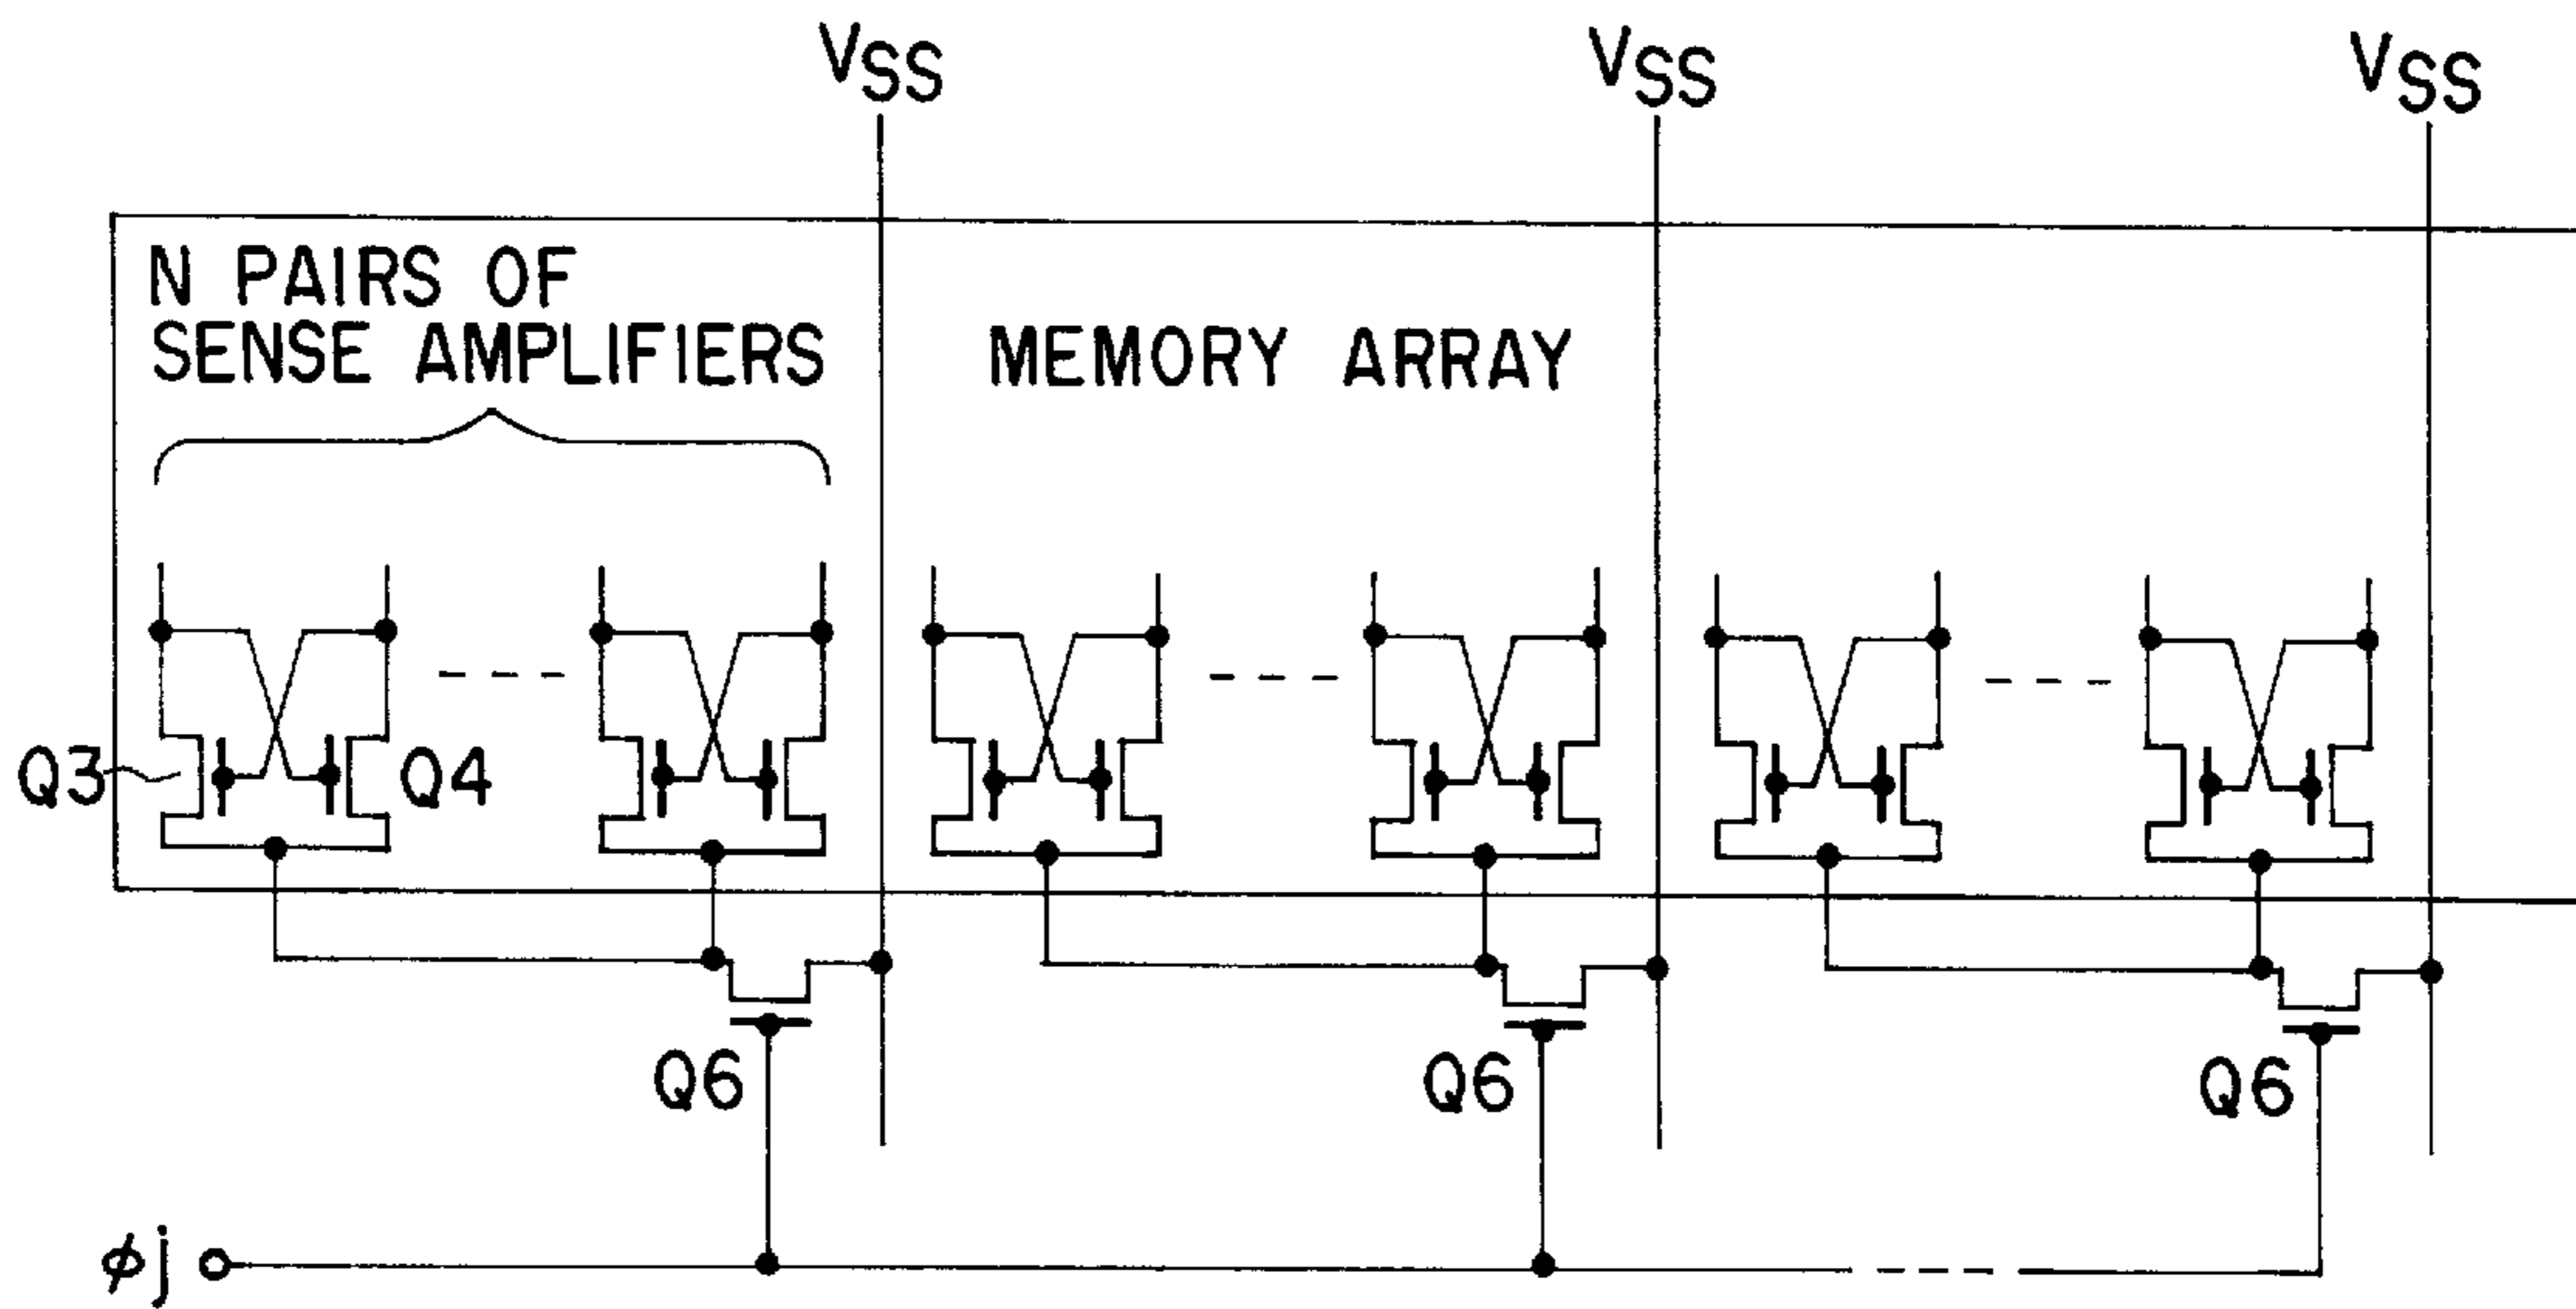 VSS VSS VSS
N PAIRS OF
SENSE AMPLIFIERS
MEMORY ARRAY
Q3 Q4
Q6 Q6 Q6
ϕj